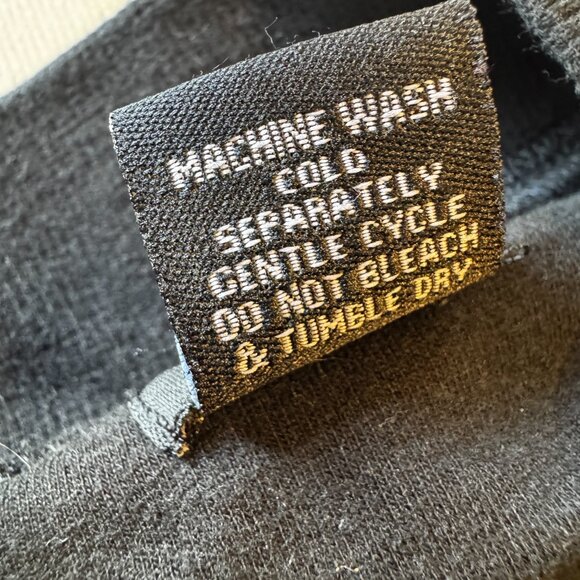 MACHINE WASH
COLD
SEPARATELY
GENTLE CYCLE
DO NOT BLEACH
& TUMBLE DRY